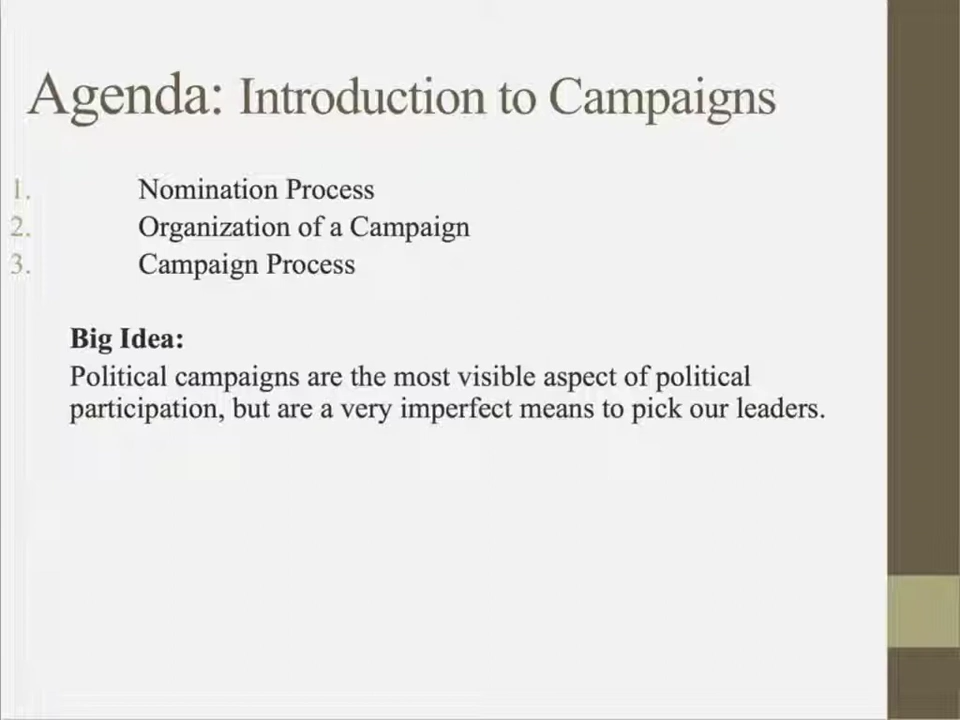 Agenda: Introduction to Campaigns
1. Nomination Process
2. Organization of a Campaign
3. Campaign Process
Big Idea:
Political campaigns are the most visible aspect of political
participation, but are a very imperfect means to pick our leaders.